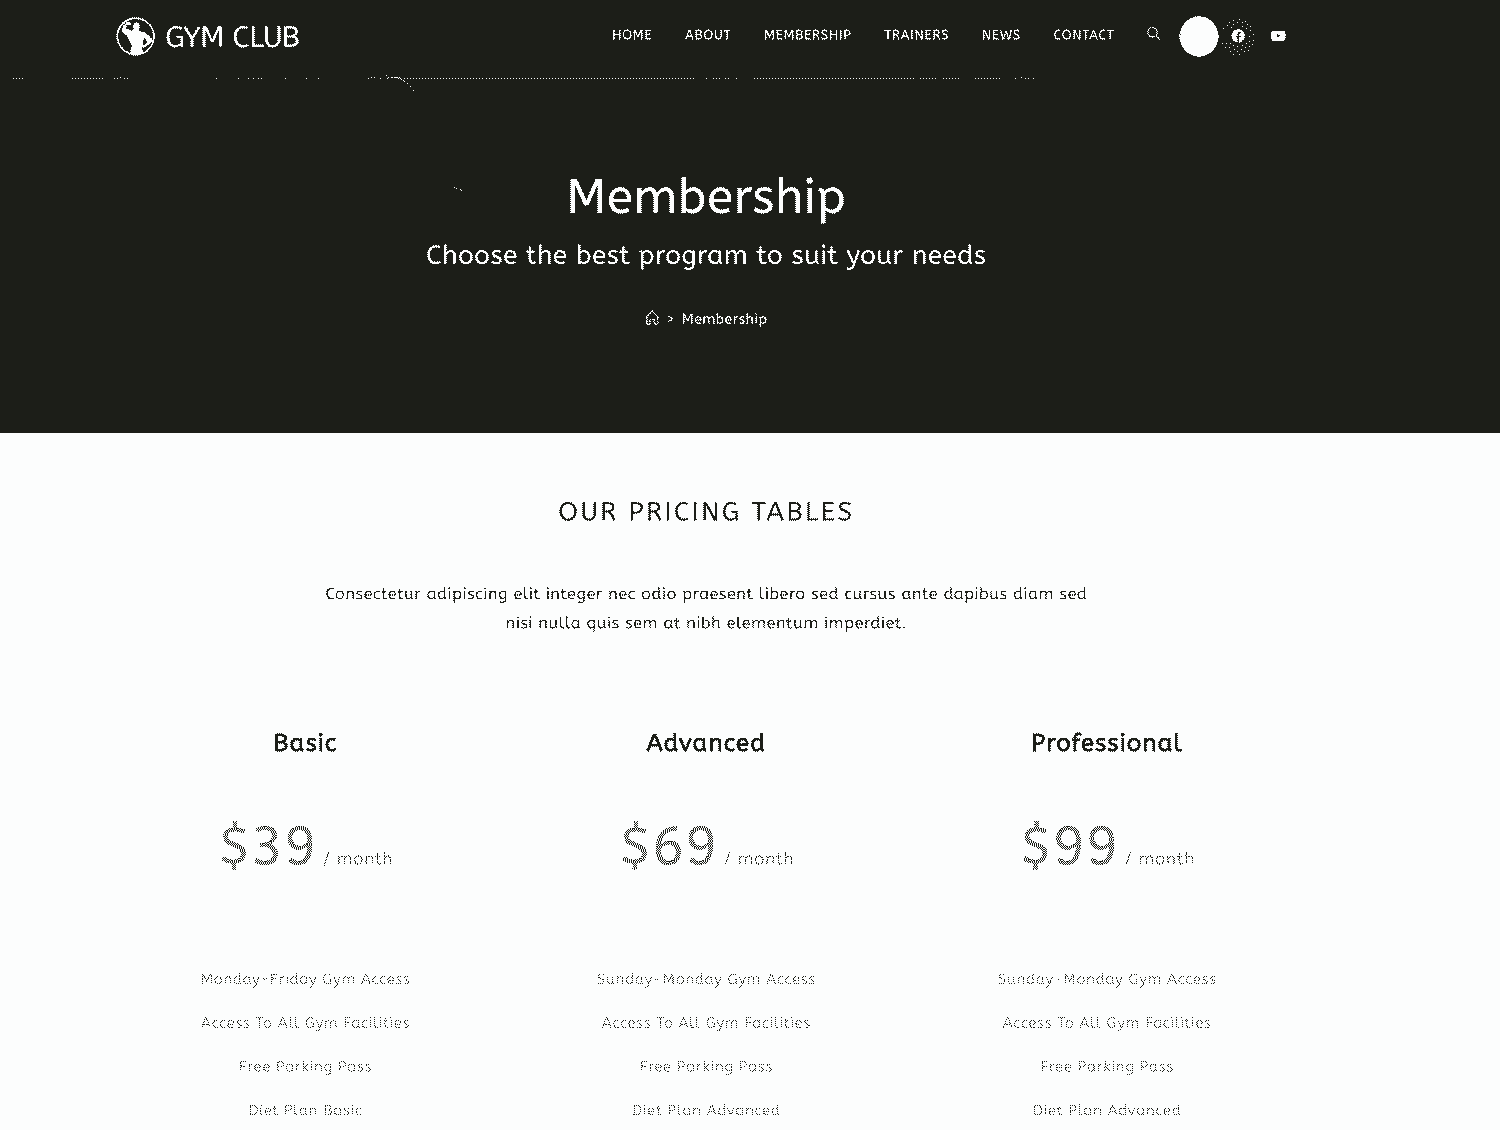 GYM CLUB
HOME ABOUT MEMBERSHIP TRAINERS NEWS CONTACT
Membership
Choose the best program to suit your needs
> Membership
OUR PRICING TABLES
Consectetur adipiscing elit integer nec odio praesent libero sed cursus ante dapibus diam sed
nisi nulla quis sem at nibh elementum imperdiet.
Basic Advanced Professional
$39 / month $69 / month $99 / month
Monday-Friday Gym Access Sunday-Monday Gym Access Sunday-Monday Gym Access
Access To All Gym Facilities Access To All Gym Facilities Access To All Gym Facilities
Free Parking Pass Free Parking Pass Free Parking Pass
Diet Plan Basic Diet Plan Advanced Diet Plan Advanced